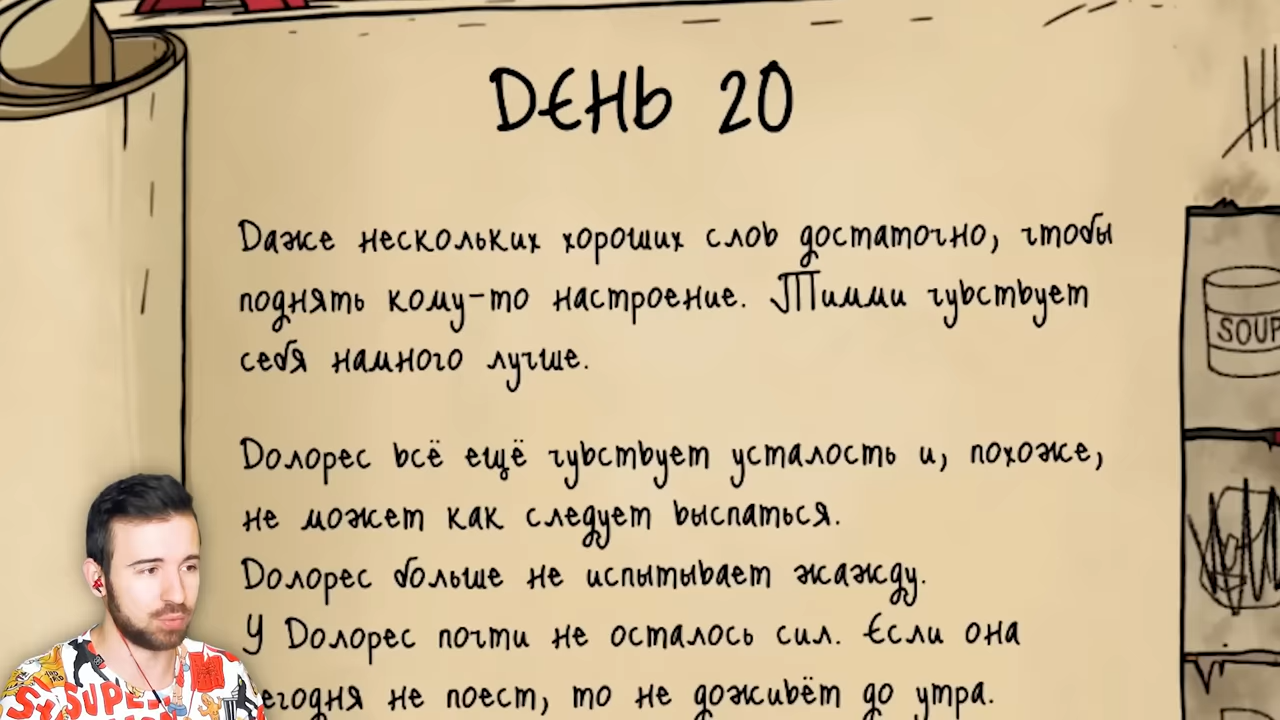 ДЕНЬ 20
Даже нескольких хороших слов достаточно, чтобы
поднять кому-то настроение. Тимми чувствует
себя намного лучше.
Долорес всё ещё чувствует усталость и, похоже,
не может как следует выспаться.
Долорес больше не испытывает жажду.
У Долорес почти не осталось сил. Если она
сегодня не поест, то не доживёт до утра.
SOUP
SUPER